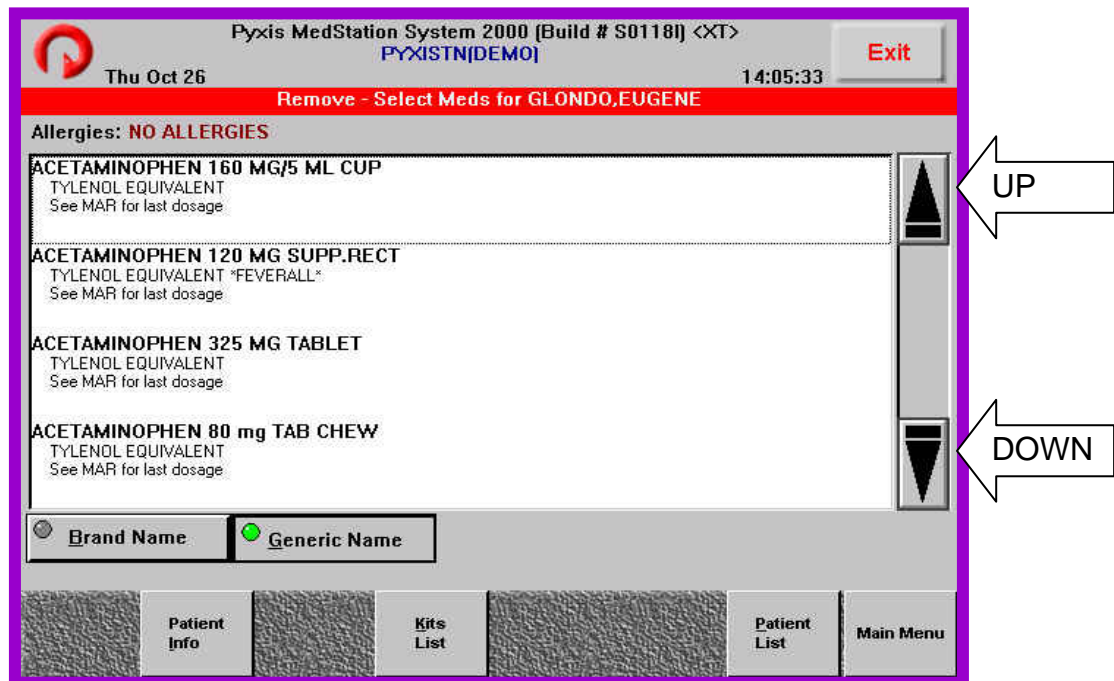 Pyxis MedStation System 2000 (Build # S0118I) <XT>
PYXISTN(DEMO)
Exit
Thu Oct 26
14:05:33
Remove - Select Meds for GLONDO,EUGENE
Allergies: NO ALLERGIES
ACETAMINOPHEN 160 MG/5 ML CUP
TYLENOL EQUIVALENT
See MAR for last dosage
UP
ACETAMINOPHEN 120 MG SUPP.RECT
TYLENOL EQUIVALENT *FEVERALL*
See MAR for last dosage
ACETAMINOPHEN 325 MG TABLET
TYLENOL EQUIVALENT
See MAR for last dosage
ACETAMINOPHEN 80 mg TAB CHEW
TYLENOL EQUIVALENT
See MAR for last dosage
DOWN
Brand Name
Generic Name
Patient
Info
Kits
List
Patient
List
Main Menu